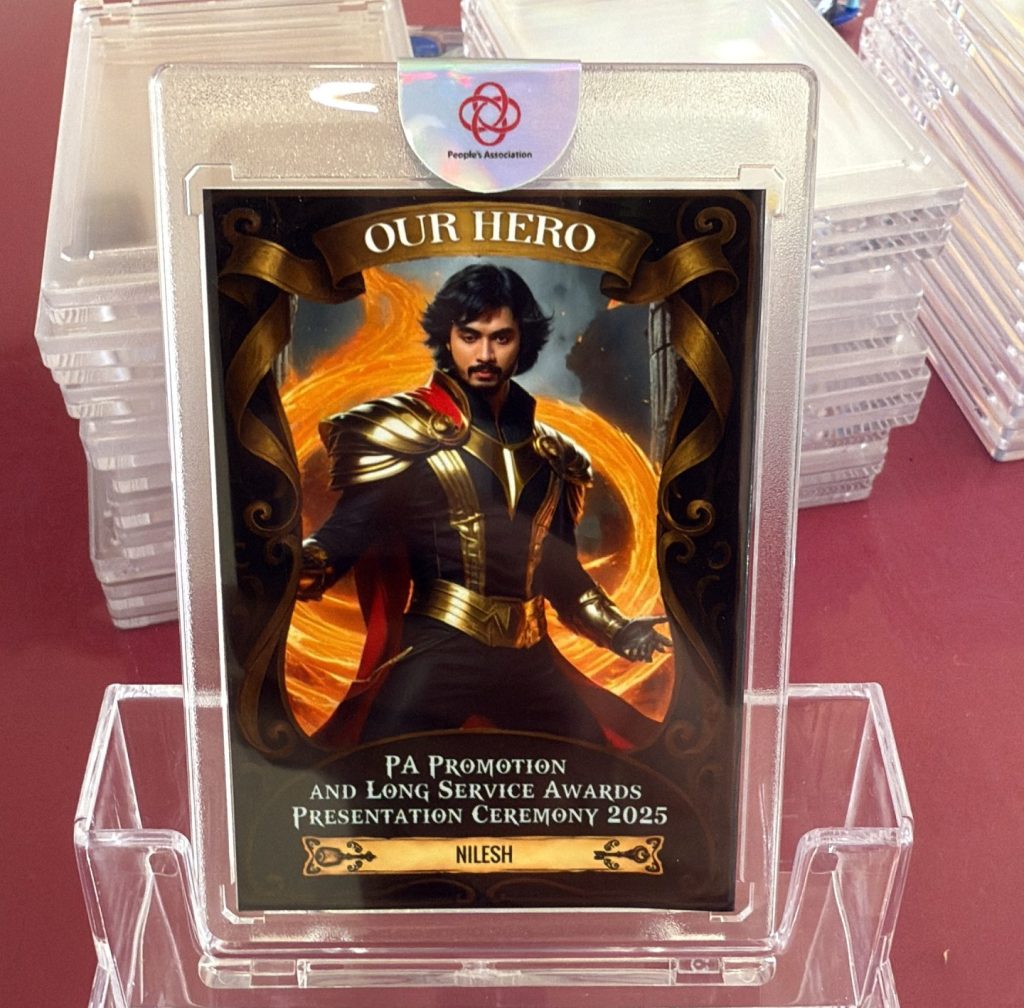 People's Association
OUR HERO
PA PROMOTION
AND LONG SERVICE AWARDS
PRESENTATION CEREMONY 2025
NILESH